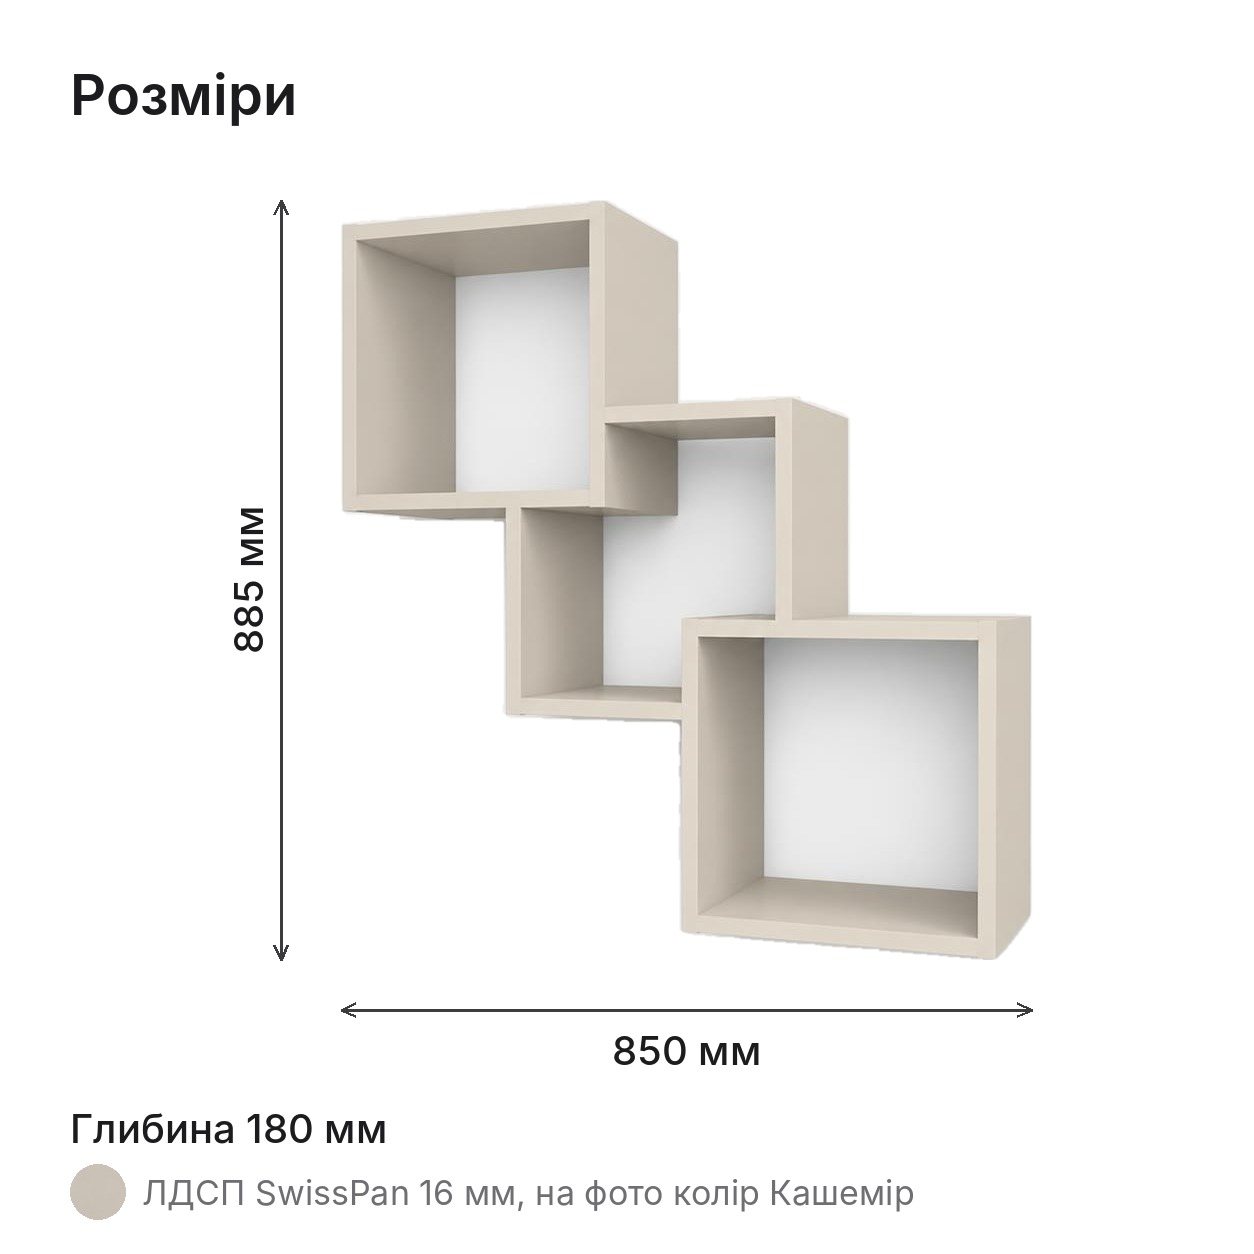 Розміри
885 мм
850 мм
Глибина 180 мм
ЛДСП SwissPan 16 мм, на фото колір Кашемір